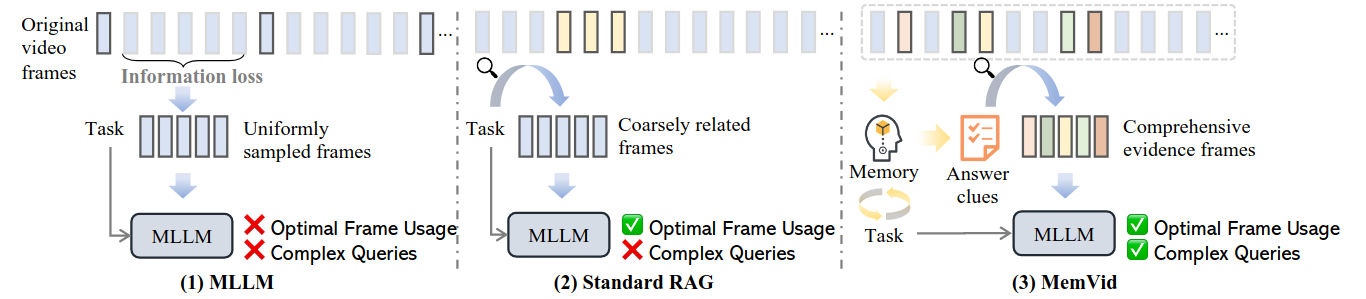 Original
video
frames
...
Information loss
Task
Uniformly
sampled frames
MLLM
Optimal Frame Usage
Complex Queries
(1) MLLM
...
Task
Coarsely related
frames
MLLM
Optimal Frame Usage
Complex Queries
(2) Standard RAG
...
Memory
Answer
clues
Comprehensive
evidence frames
Task
MLLM
Optimal Frame Usage
Complex Queries
(3) MemVid